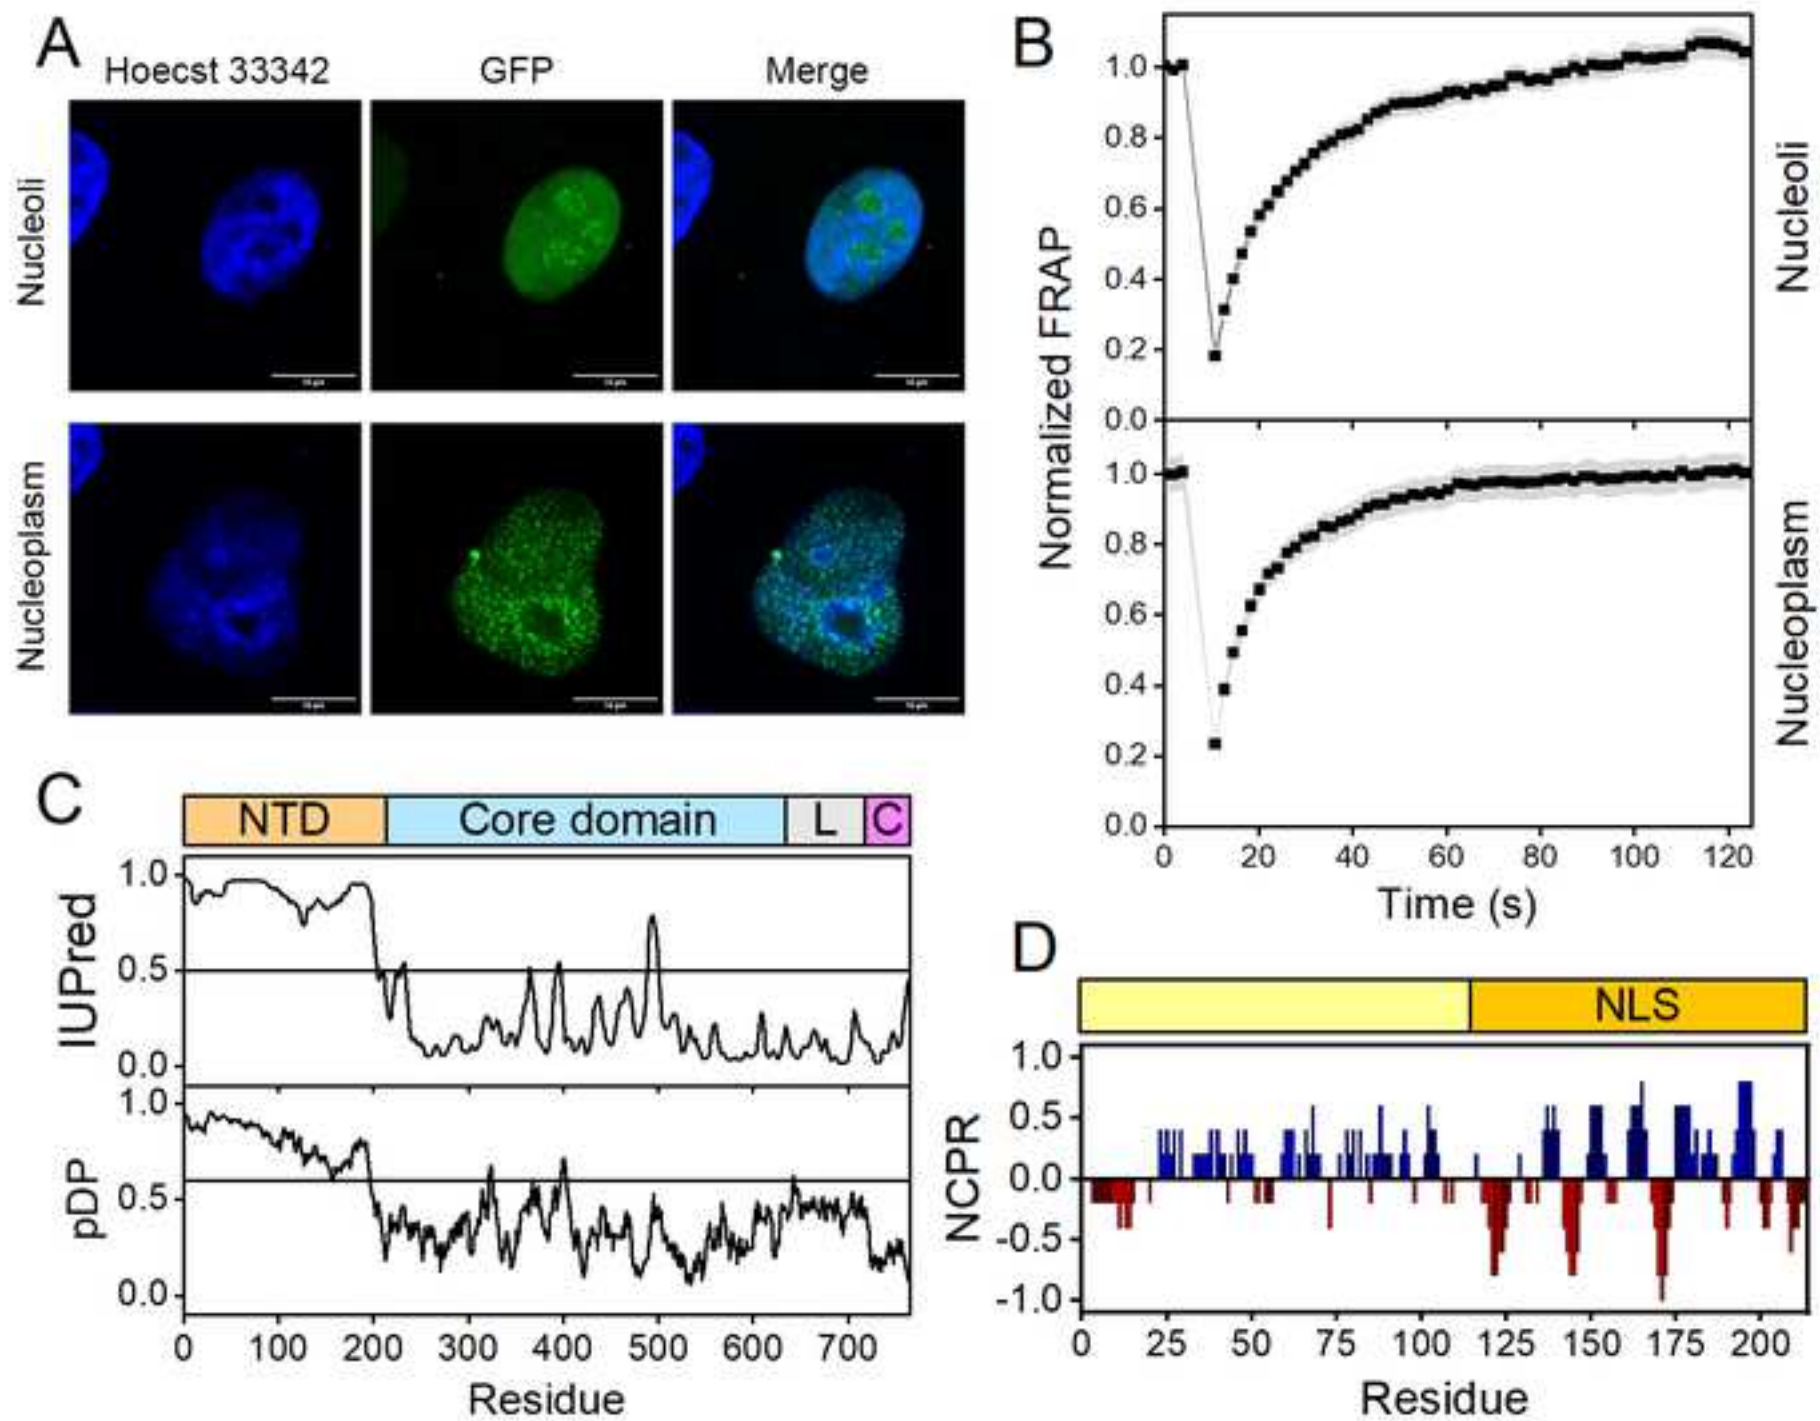 A
Hoecst 33342
GFP
Merge
Nucleoli
Nucleoplasm
B
Normalized FRAP
1.0
0.8
0.6
0.4
0.2
0.0
Nucleoli
1.0
0.8
0.6
0.4
0.2
0.0
Nucleoplasm
0 20 40 60 80 100 120
Time (s)
C
NTD Core domain L C
IUPred
1.0
0.5
0.0
pDP
1.0
0.5
0.0
0 100 200 300 400 500 600 700
Residue
D
NLS
NCPR
1.0
0.5
0.0
-0.5
-1.0
0 25 50 75 100 125 150 175 200
Residue